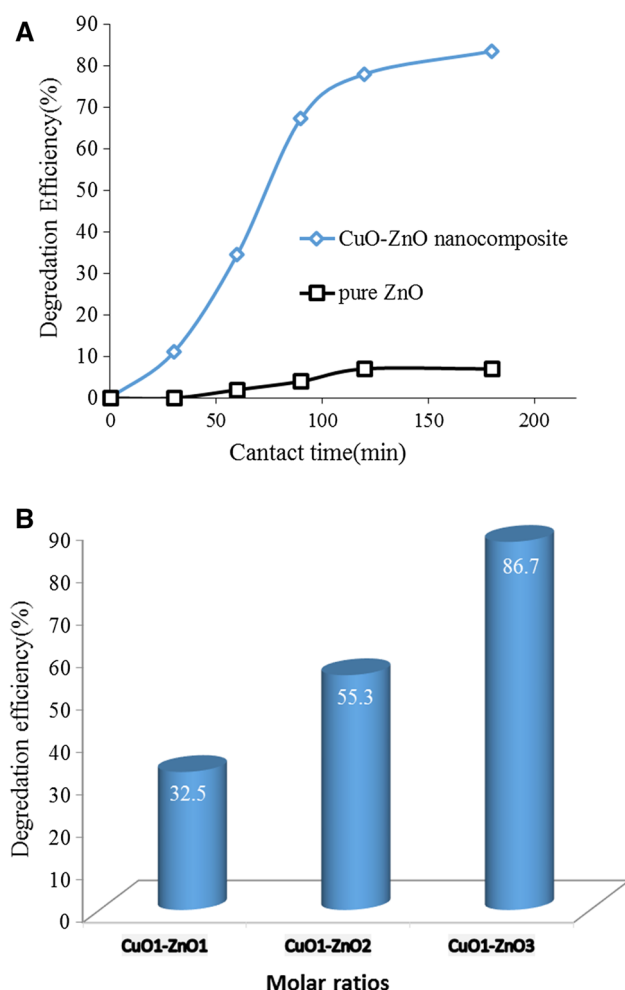 A
Degredation Efficiency(%)
90
80
70
60
50
40
30
20
10
0
CuO-ZnO nanocomposite
pure ZnO
0 50 100 150 200
Cantact time(min)
B
Degredation efficiency(%)
90
80
70
60
50
40
30
20
10
0
32.5
55.3
86.7
CuO1-ZnO1 CuO1-ZnO2 CuO1-ZnO3
Molar ratios